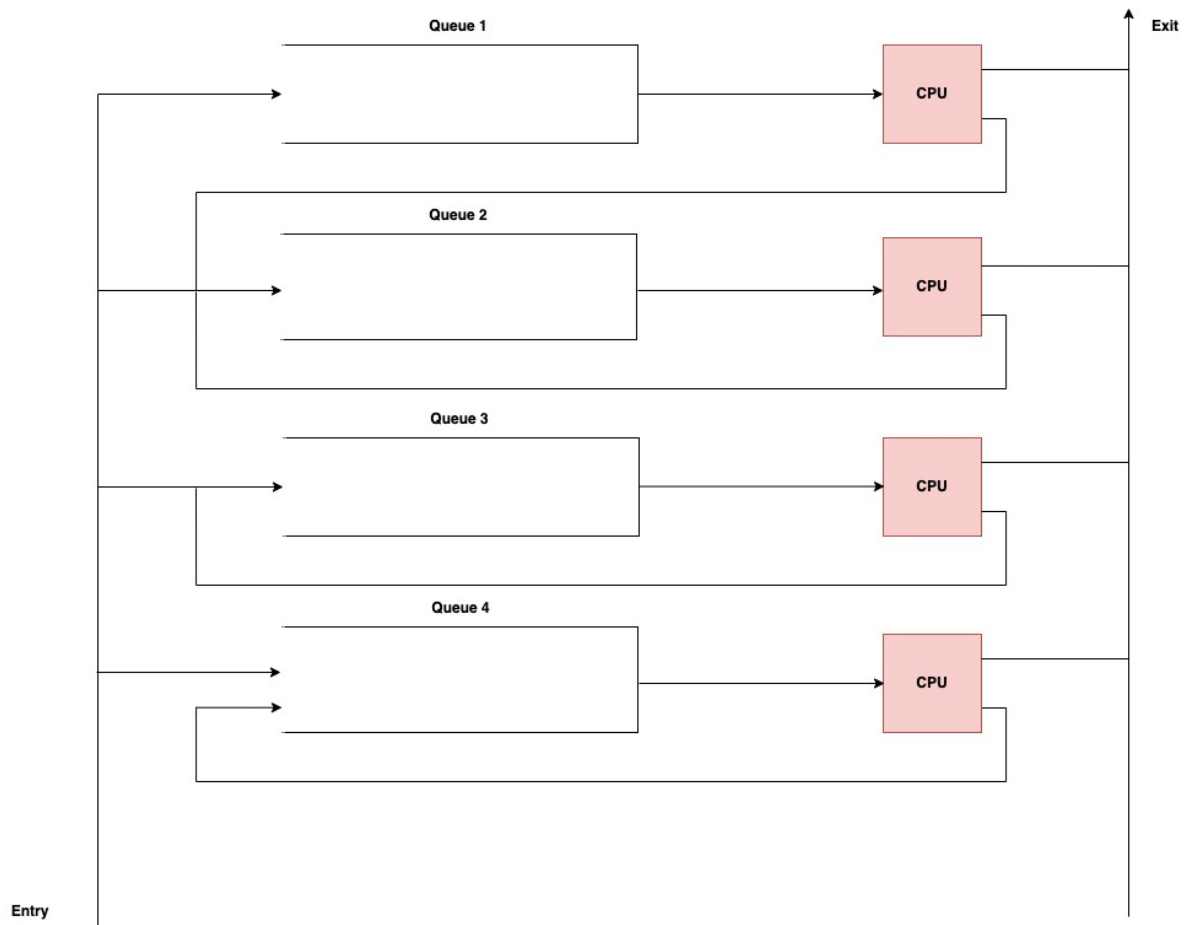 Queue 1
Exit
CPU
Queue 2
CPU
Queue 3
CPU
Queue 4
CPU
Entry